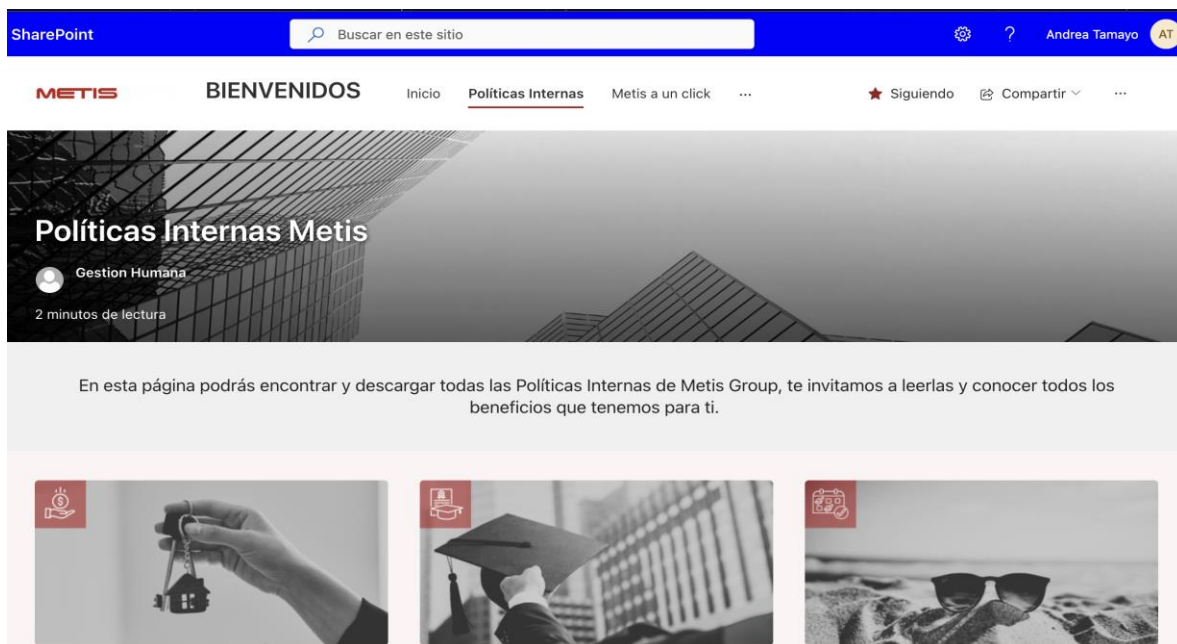 SharePoint
Buscar en este sitio
?
Andrea Tamayo
AT
METIS
BIENVENIDOS
Inicio
Políticas Internas
Metis a un click
...
Siguiendo
Compartir
...
Políticas Internas Metis
Gestion Humana
2 minutos de lectura
En esta página podrás encontrar y descargar todas las Políticas Internas de Metis Group, te invitamos a leerlas y conocer todos los
beneficios que tenemos para ti.
$